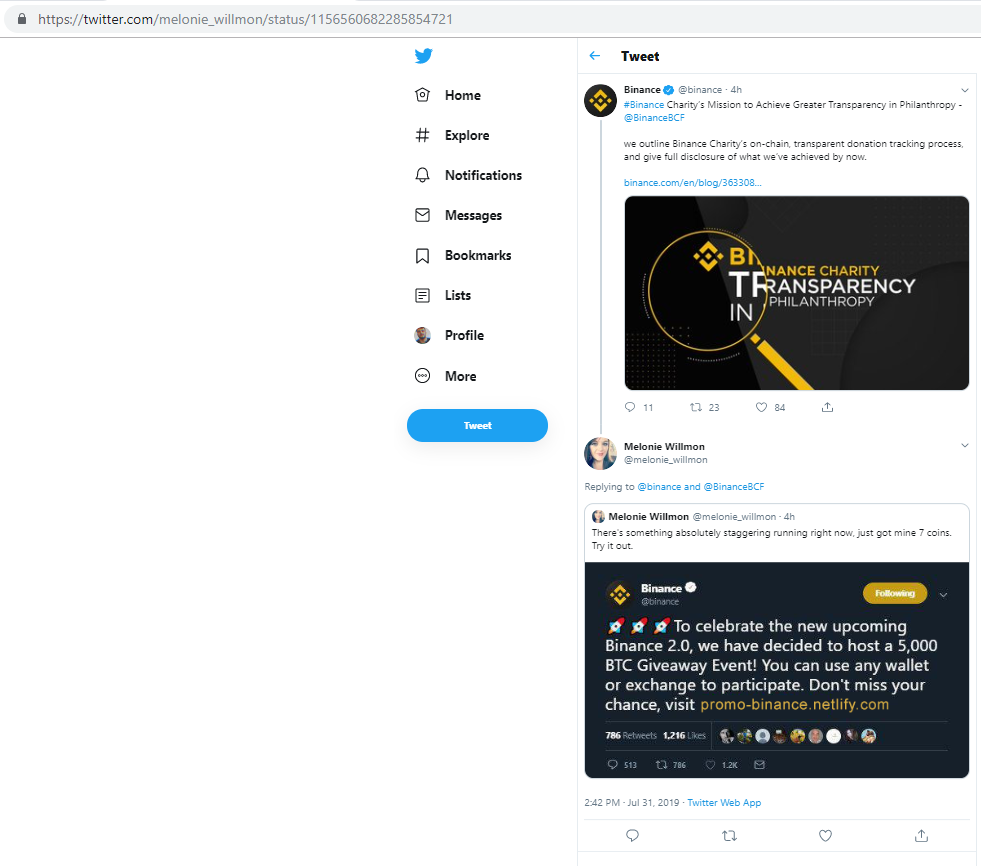 https://twitter.com/melonie_willmon/status/1156560682285854721
Home
Explore
Notifications
Messages
Bookmarks
Lists
Profile
More
Tweet
Tweet
Binance @binance · 4h
#Binance Charity's Mission to Achieve Greater Transparency in Philanthropy -
@BinanceBCF
we outline Binance Charity's on-chain, transparent donation tracking process,
and give full disclosure of what we've achieved by now.
binance.com/en/blog/363308...
BINANCE CHARITY
TRANSPARENCY
IN PHILANTHROPY
11 23 84
Melonie Willmon
@melonie_willmon
Replying to @binance and @BinanceBCF
Melonie Willmon @melonie_willmon · 4h
There's something absolutely staggering running right now, just got mine 7 coins.
Try it out.
Binance
@binance
Following
To celebrate the new upcoming
Binance 2.0, we have decided to host a 5,000
BTC Giveaway Event! You can use any wallet
or exchange to participate. Don't miss your
chance, visit promo-binance.netlify.com
786 Retweets 1,216 Likes
513 786 1.2K
2:42 PM · Jul 31, 2019 · Twitter Web App